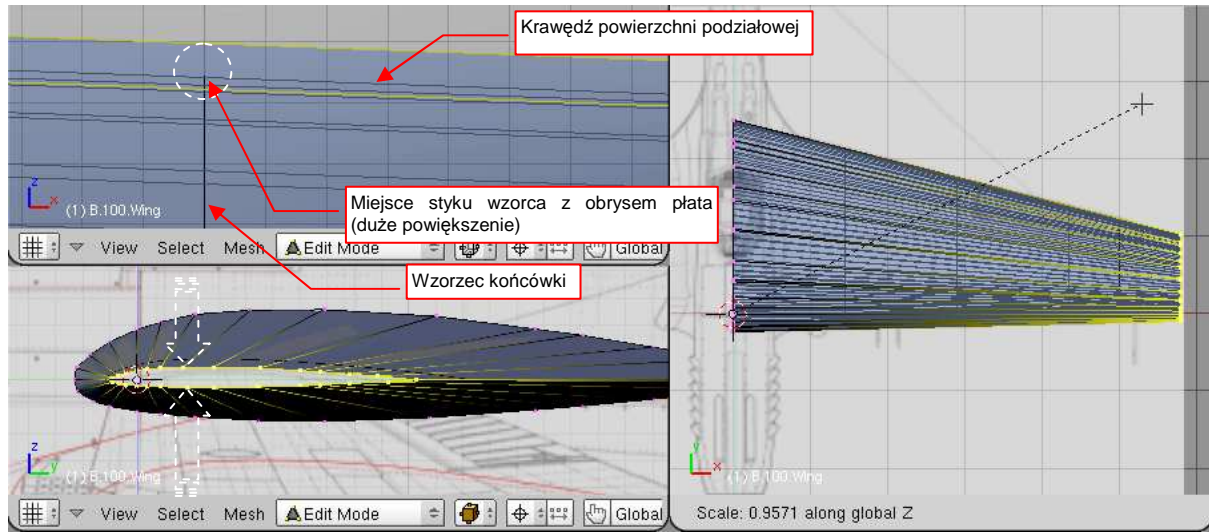 Krawędź powierzchni podziałowej
z
x
(1) B.100.Wing
Miejsce styku wzorca z obrysem płata
(duże powiększenie)
View Select Mesh Edit Mode Global
Wzorzec końcówki
z
y
(1) B.100.Wing
View Select Mesh Edit Mode Global
y
x
(1) B.100.Wing
Scale: 0.9571 along global Z